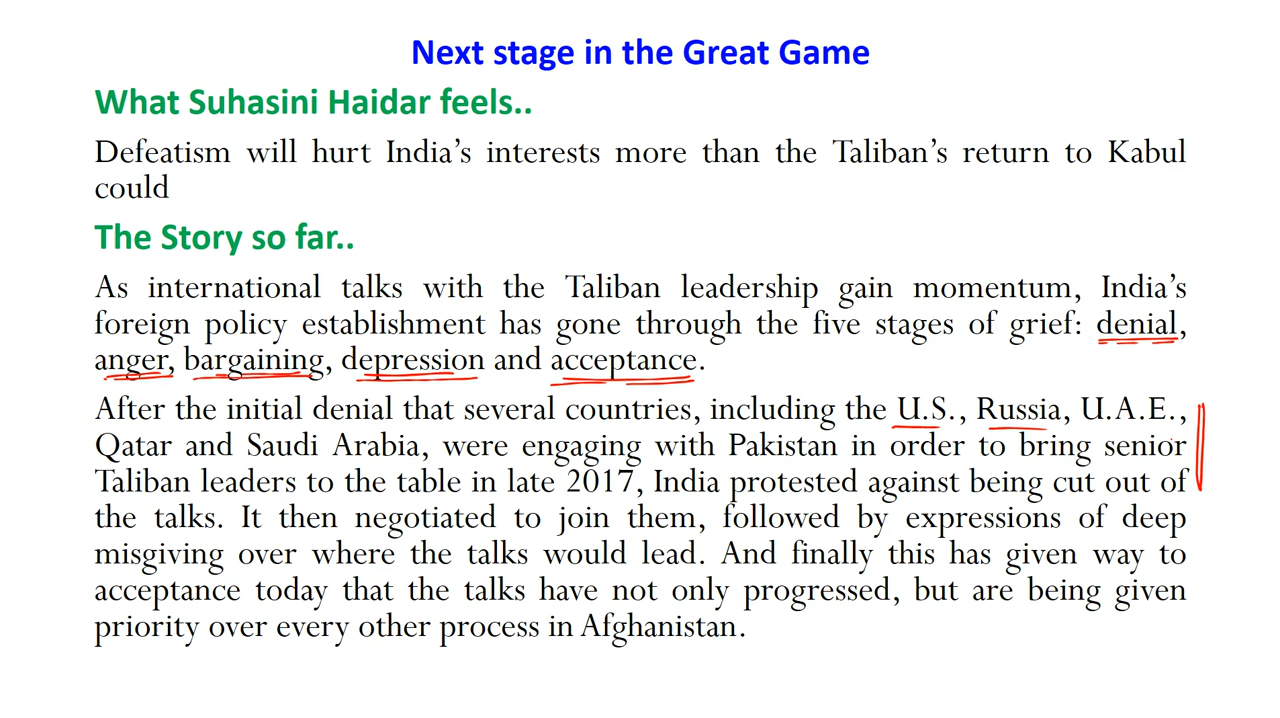 Next stage in the Great Game
What Suhasini Haidar feels..
Defeatism will hurt India’s interests more than the Taliban’s return to Kabul
could
The Story so far..
As international talks with the Taliban leadership gain momentum, India’s
foreign policy establishment has gone through the five stages of grief: denial,
anger, bargaining, depression and acceptance.
After the initial denial that several countries, including the U.S., Russia, U.A.E.,
Qatar and Saudi Arabia, were engaging with Pakistan in order to bring senior
Taliban leaders to the table in late 2017, India protested against being cut out of
the talks. It then negotiated to join them, followed by expressions of deep
misgiving over where the talks would lead. And finally this has given way to
acceptance today that the talks have not only progressed, but are being given
priority over every other process in Afghanistan.